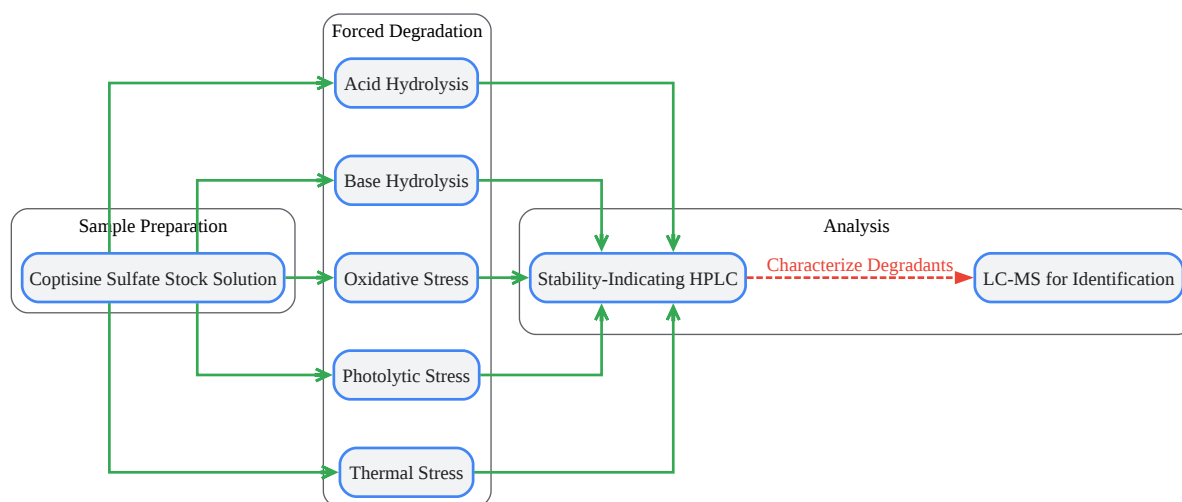 Forced Degradation
Acid Hydrolysis
Base Hydrolysis
Sample Preparation
Analysis
Coptisine Sulfate Stock Solution
Oxidative Stress
Stability-Indicating HPLC
Characterize Degradants
LC-MS for Identification
Photolytic Stress
Thermal Stress